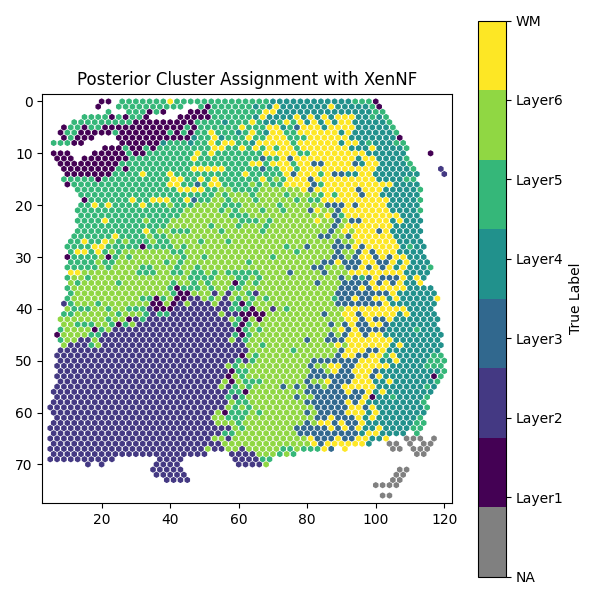 Posterior Cluster Assignment with XenNF
0
10
20
30
40
50
60
70
20
40
60
80
100
120
WM
Layer6
Layer5
Layer4
Layer3
Layer2
Layer1
NA
True Label